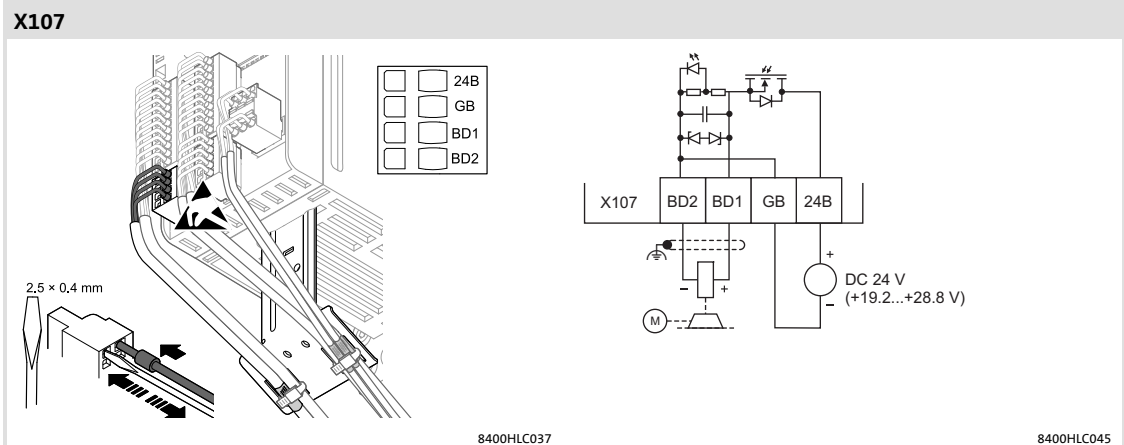 X107
24B
GB
BD1
BD2
2.5 × 0.4 mm
8400HLC037
X107
BD2
BD1
GB
24B
+
DC 24 V
(+19.2...+28.8 V)
–
–
+
M
8400HLC045